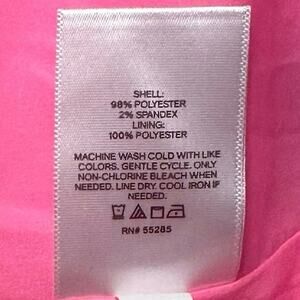 SHELL:
98% POLYESTER
2% SPANDEX
LINING:
100% POLYESTER
MACHINE WASH COLD WITH LIKE
COLORS. GENTLE CYCLE. ONLY
NON-CHLORINE BLEACH WHEN
NEEDED. LINE DRY. COOL IRON IF
NEEDED.
RN# 55285